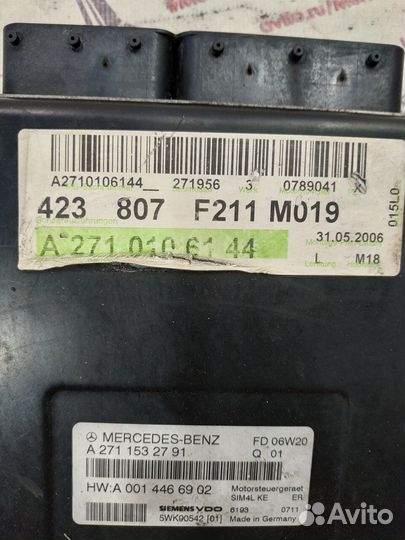 A2710106144__ 271956 3 0789041
423 807 F211 M019
015L0
A 271 010 61 44
31.05.2006
L M18
MERCEDES-BENZ
FD 06W20
A 271 153 27 91
Q 01
HW: A 001 446 69 02
Motorsteuergeraet
SIM4L KE ER
SIEMENS VDO 6193 0711
5WK90542 [01] Made in Germany
Avito